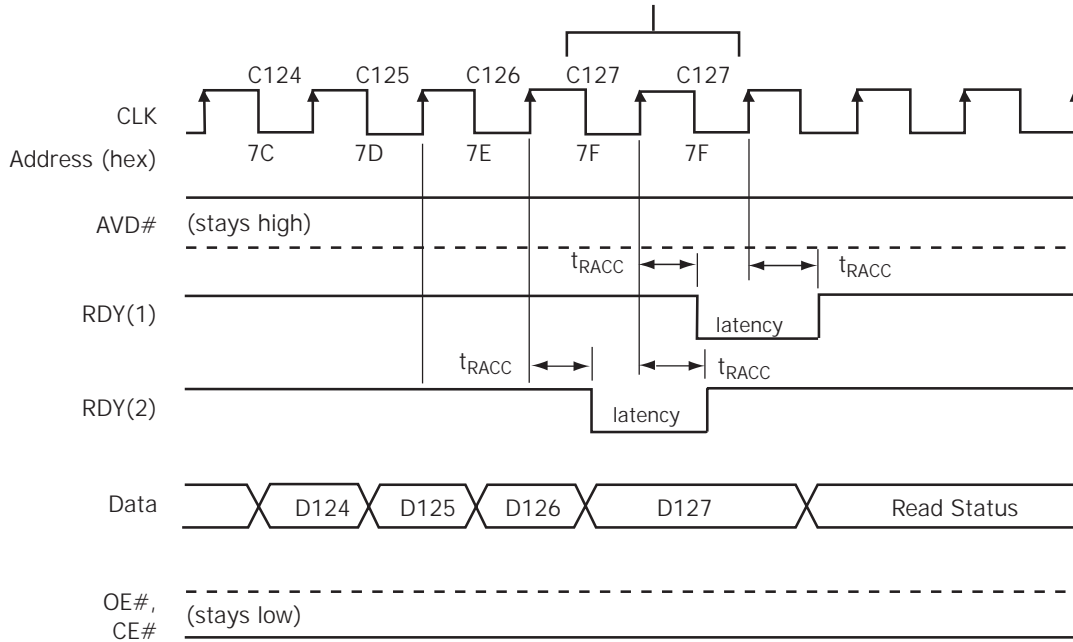 C124 C125 C126 C127 C127
CLK
Address (hex) 7C 7D 7E 7F 7F
AVD# (stays high)
tRACC tRACC
RDY(1) latency
tRACC tRACC
RDY(2) latency
Data D124 D125 D126 D127 Read Status
OE#,
CE# (stays low)